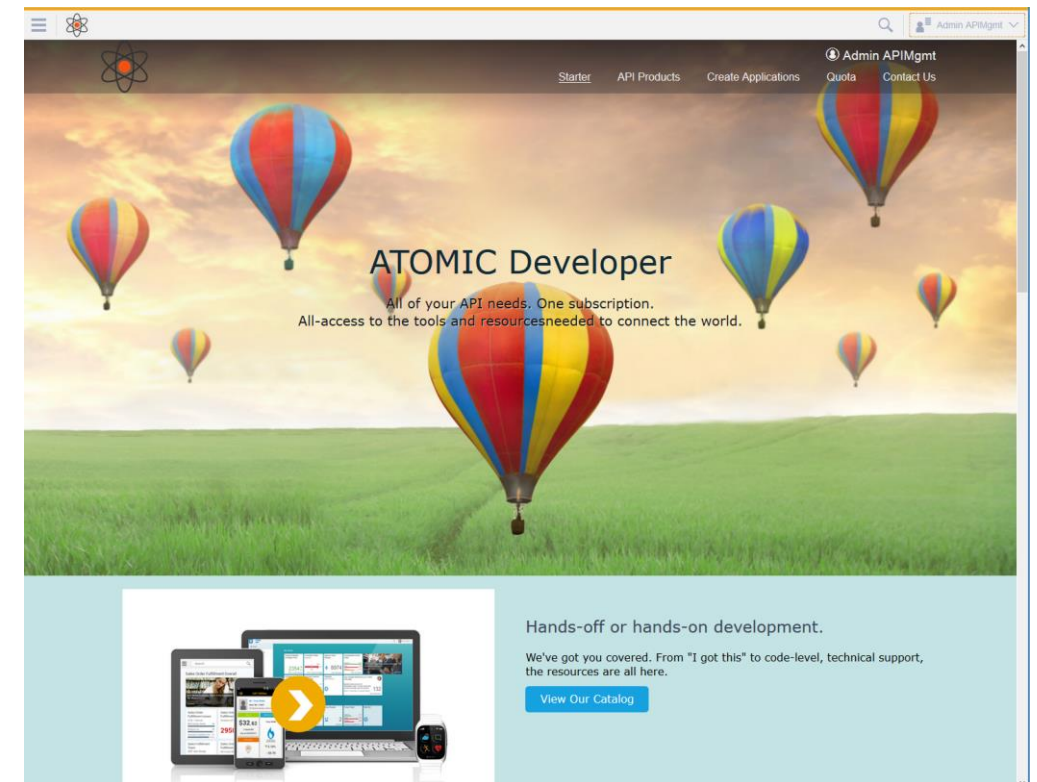 Admin APIMgmt
Admin APIMgmt
Starter API Products Create Applications Quota Contact Us
ATOMIC Developer
All of your API needs. One subscription.
All-access to the tools and resourcesneeded to connect the world.
Hands-off or hands-on development.
We've got you covered. From "I got this" to code-level, technical support,
the resources are all here.
View Our Catalog
$32.63